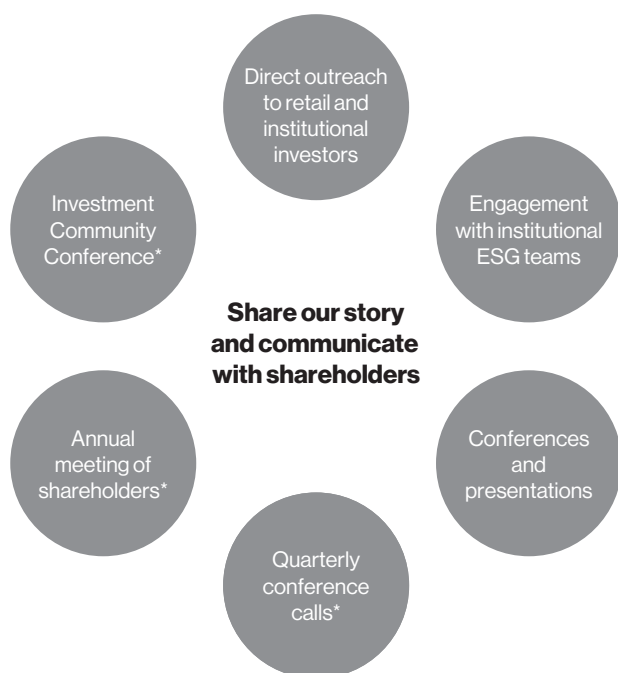 Direct outreach
to retail and
institutional
investors
Investment
Community
Conference*
Engagement
with institutional
ESG teams
Share our story
and communicate
with shareholders
Annual
meeting of
shareholders*
Conferences
and
presentations
Quarterly
conference
calls*